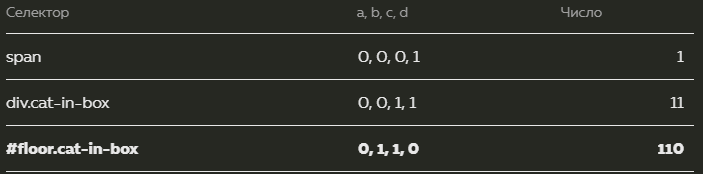 Селектор a, b, c, d Число
span 0, 0, 0, 1 1
div.cat-in-box 0, 0, 1, 1 11
#floor.cat-in-box 0, 1, 1, 0 110